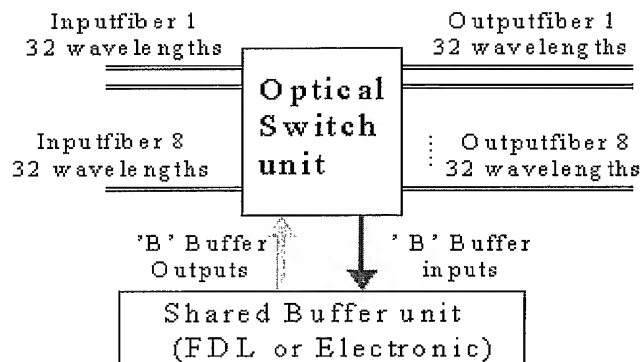 Inputfiber 1
32 wavelengths
Outputfiber 1
32 wavelengths
Optical
Switch
unit
Inputfiber 8
32 wavelengths
Outputfiber 8
32 wavelengths
'B' Buffer
Outputs
' B' Buffer
inputs
Shared Buffer unit
(FDL or Electronic)